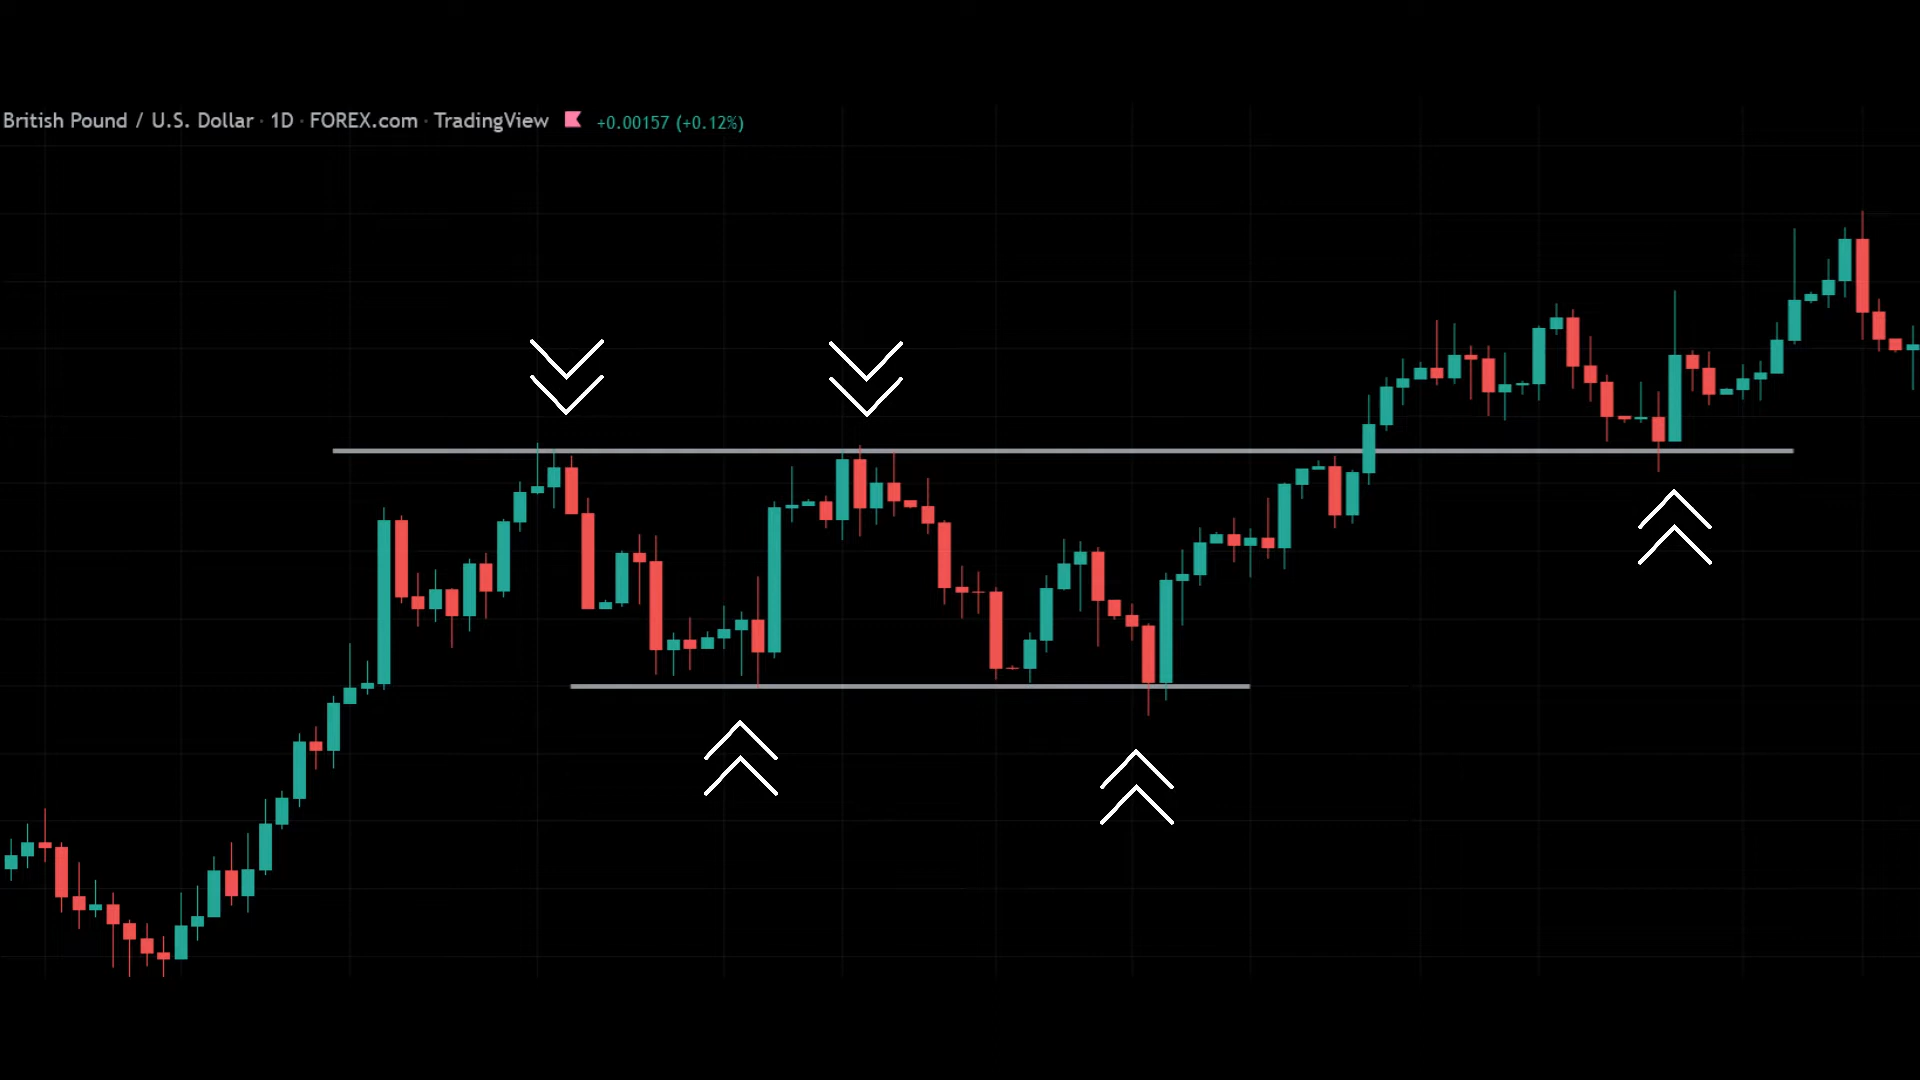 British Pound / U.S. Dollar · 1D · FOREX.com · TradingView +0.00157 (+0.12%)